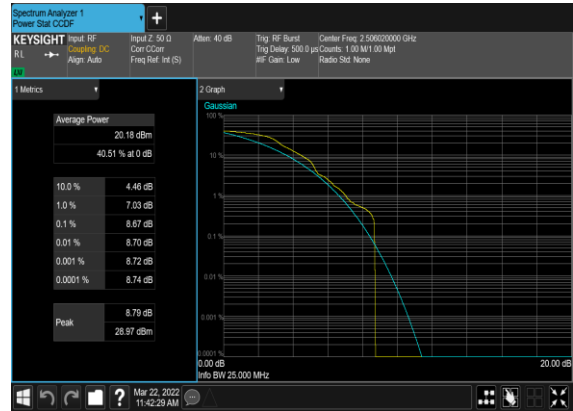 Spectrum Analyzer 1
Power Stat CCDF
KEYSIGHT
RL
LXI
Input: RF
Coupling: DC
Align: Auto
Input Z: 50 Ω
Corr CCorr
Freq Ref: Int (S)
Atten: 40 dB
Trig: RF Burst
Trig Delay: 500.0 µs
#IF Gain: Low
Center Freq: 2.506020000 GHz
Counts: 1.00 M/1.00 Mpt
Radio Std: None
1 Metrics
Average Power
20.18 dBm
40.51 % at 0 dB
10.0 % 4.46 dB
1.0 % 7.03 dB
0.1 % 8.67 dB
0.01 % 8.70 dB
0.001 % 8.72 dB
0.0001 % 8.74 dB
Peak
8.79 dB
28.97 dBm
2 Graph
Gaussian
100 %
10 %
1 %
0.1 %
0.01 %
0.001 %
0.0001 %
0.00 dB 20.00 dB
Info BW 25.000 MHz
Mar 22, 2022
11:42:29 AM